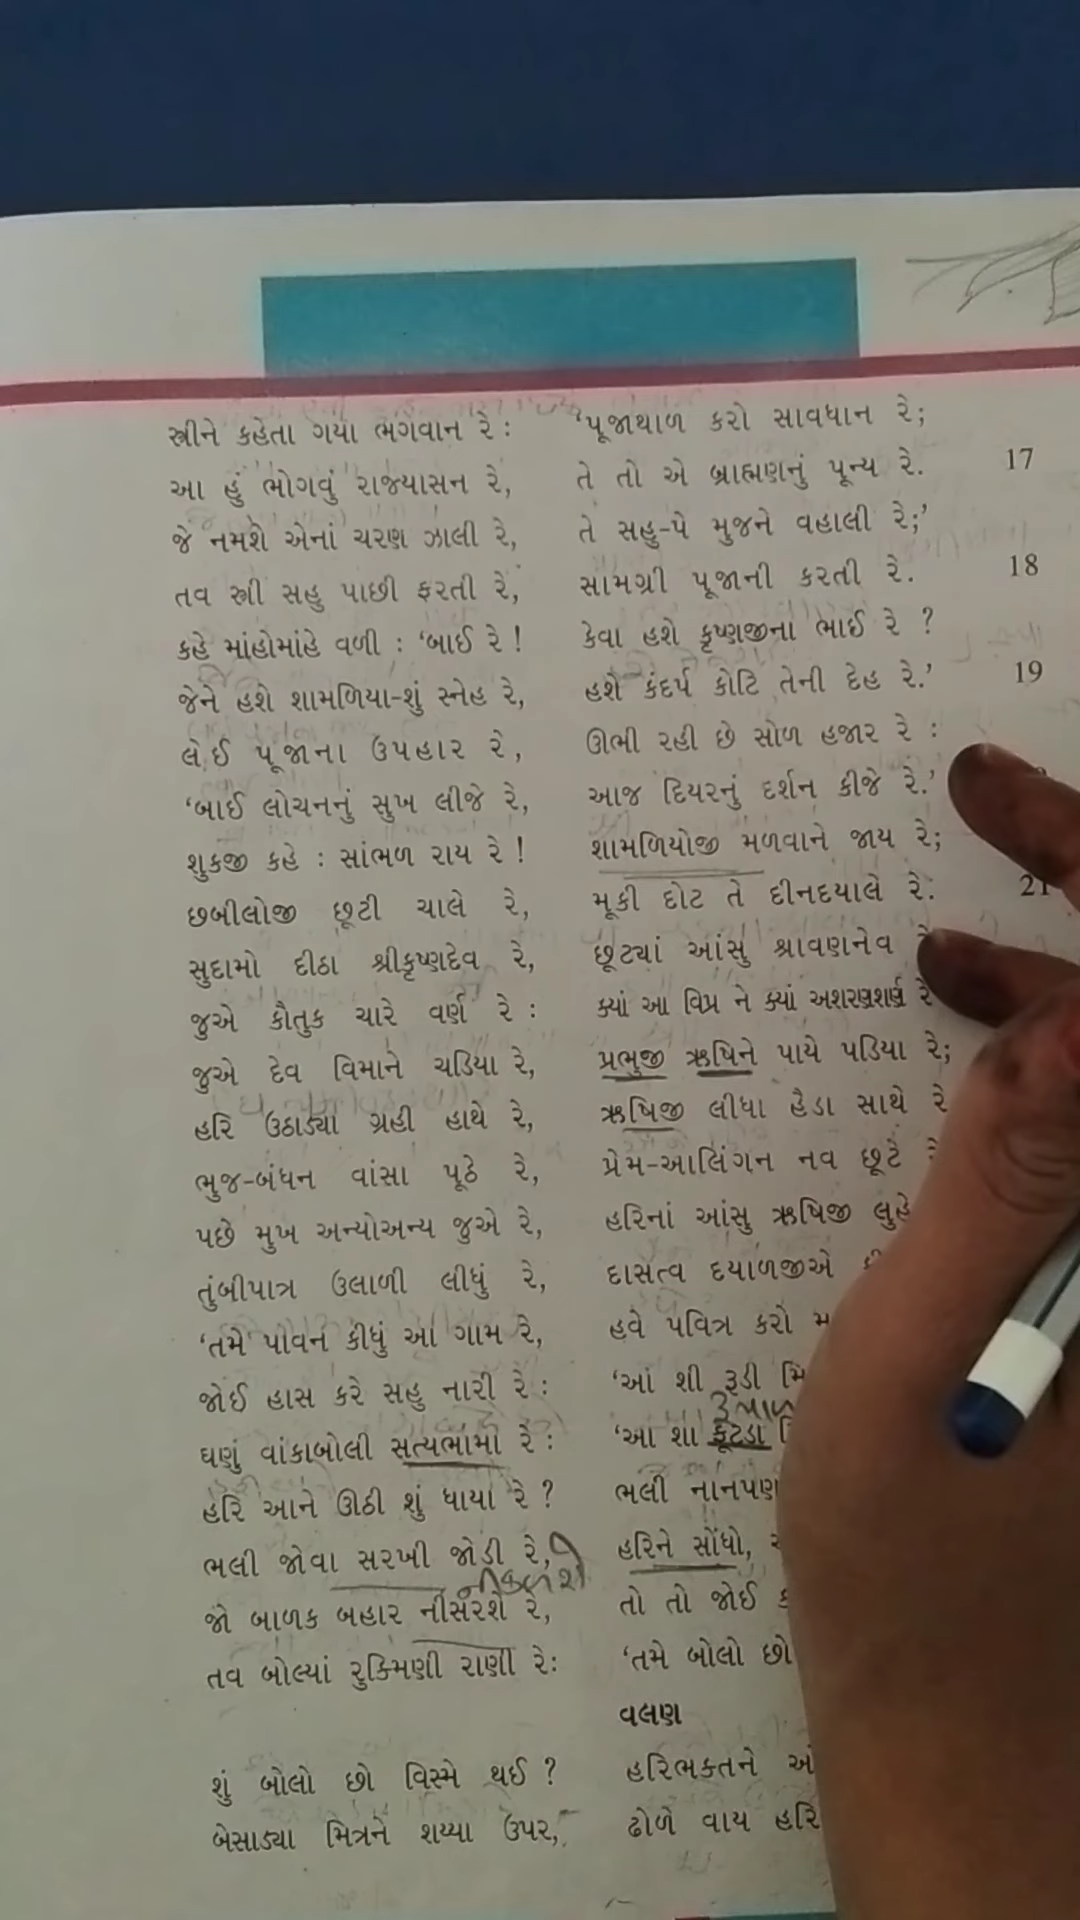 સ્ત્રીને કહેતા ગયા ભગવાન રે : 'પૂજાથાળ કરો સાવધાન રે;
આ હું ભોગવું રાજ્યાસન રે, તે તો એ બ્રાહ્મણનું પૂન્ય રે. 17
જે નમશે એનાં ચરણ ઝાલી રે, તે સહુ-પે મુજને વહાલી રે;'
તવ સ્ત્રી સહુ પાછી ફરતી રે, સામગ્રી પૂજાની કરતી રે. 18
કહે માંહોમાંહે વળી : 'બાઈ રે ! કેવા હશે કૃષ્ણજીના ભાઈ રે ?
જેને હશે શામળિયા-શું સ્નેહ રે, હશે કંદર્પ કોટિ તેની દેહ રે.' 19
લેઈ પૂજાના ઉપહાર રે, ઊભી રહી છે સોળ હજાર રે :
'બાઈ લોચનનું સુખ લીજે રે, આજ દિયરનું દર્શન કીજે રે.'
શુકજી કહે : સાંભળ રાય રે ! શામળિયોજી મળવાને જાય રે;
છબીલોજી છૂટી ચાલે રે, મૂકી દોટ તે દીનદયાલે રે. 21
સુદામો દીઠા શ્રીકૃષ્ણદેવ રે, છૂટ્યાં આંસુ શ્રાવણનેવ રે
જુએ કૌતુક ચારે વર્ણ રે : ક્યાં આ વિપ્ર ને ક્યાં અશરણશર્ણ રે
જુએ દેવ વિમાને ચડિયા રે, પ્રભુજી ઋષિને પાયે પડિયા રે;
હરિ ઉઠાડ્યા ગ્રહી હાથે રે, ઋષિજી લીધા હૈડા સાથે રે
ભુજ-બંધન વાંસા પૂઠે રે, પ્રેમ-આલિંગન નવ છૂટે
પછે મુખ અન્યોઅન્ય જુએ રે, હરિનાં આંસુ ઋષિજી લુહે
તુંબીપાત્ર ઉલાળી લીધું રે, દાસત્વ દયાળજીએ
'તમે પાવન કીધું આ ગામ રે, હવે પવિત્ર કરો
જોઈ હાસ કરે સહુ નારી રે : 'આં શી રૂડી
ઘણું વાંકાબોલી સત્યભામા રે : 'આ શા ફૂટડા
હરિ આને ઊઠી શું ધાયા રે ? ભલી નાનપણ
ભલી જોવા સરખી જોડી રે, હરિને સોંધો,
નીકળશે
જો બાળક બહાર નીસરશે રે, તો તો જોઈ
તવ બોલ્યાં રુક્મિણી રાણી રે: 'તમે બોલો છો
વલણ
શું બોલો છો વિસ્મે થઈ ? હરિભક્તને
બેસાડ્યા મિત્રને શય્યા ઉપર, ઢોળે વાય હરિ